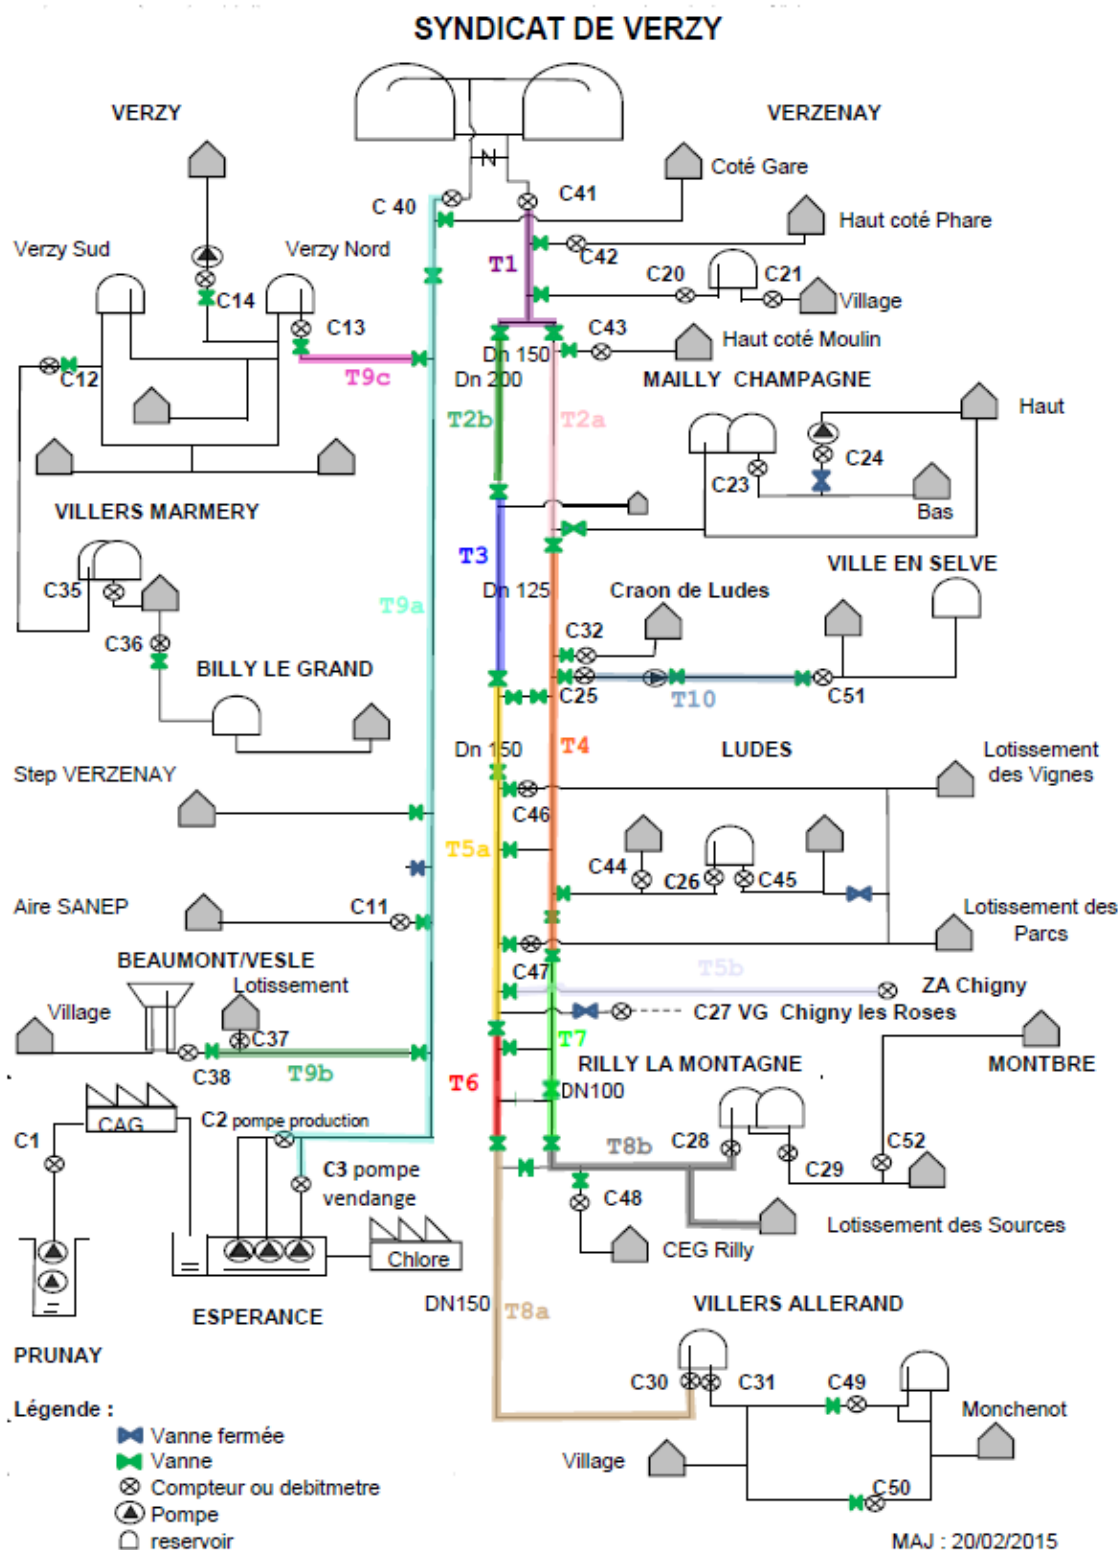 SYNDICAT DE VERZY
VERZY
VERZENAY
Coté Gare
C 40
C41
Haut coté Phare
Verzy Sud
Verzy Nord
C42
T1
C20
C21
C14
Village
C13
C43
Haut coté Moulin
Dn 150
C12
T9c
Dn 200
MAILLY CHAMPAGNE
T2b
T2a
Haut
C24
C23
Bas
VILLERS MARMERY
T3
VILLE EN SELVE
C35
Dn 125
Craon de Ludes
T9a
C32
C36
BILLY LE GRAND
C25
T10
C51
Dn 150
T4
LUDES
Lotissement
des Vignes
Step VERZENAY
C46
T5a
C44
C26
C45
Aire SANEP
C11
Lotissement des
Parcs
BEAUMONT/VESLE
C47
T5b
Lotissement
ZA Chigny
Village
C27 VG Chigny les Roses
C37
T7
C38
T9b
T6
RILLY LA MONTAGNE
MONTBRE
DN100
CAG
C2 pompe production
C1
T8b
C28
C52
C3 pompe
vendange
C29
C48
Lotissement des Sources
Chlore
CEG Rilly
DN150
T8a
VILLERS ALLERAND
ESPERANCE
PRUNAY
C30
C31
C49
Légende :
Monchenot
Vanne fermée
Vanne
Village
Compteur ou debitmetre
C50
Pompe
reservoir
MAJ : 20/02/2015